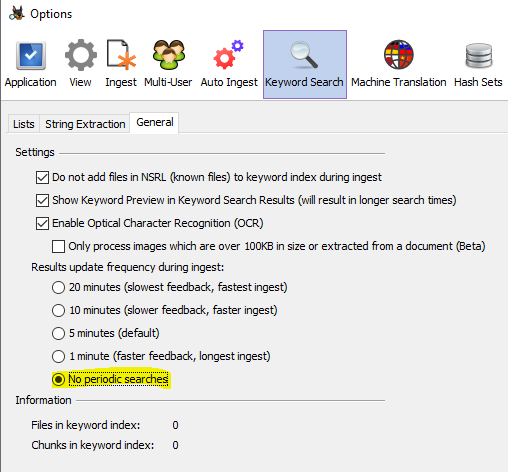 Options
Application View Ingest Multi-User Auto Ingest Keyword Search Machine Translation Hash Sets
Lists String Extraction General
Settings
Do not add files in NSRL (known files) to keyword index during ingest
Show Keyword Preview in Keyword Search Results (will result in longer search times)
Enable Optical Character Recognition (OCR)
Only process images which are over 100KB in size or extracted from a document (Beta)
Results update frequency during ingest:
20 minutes (slowest feedback, fastest ingest)
10 minutes (slower feedback, faster ingest)
5 minutes (default)
1 minute (faster feedback, longest ingest)
No periodic searches
Information
Files in keyword index: 0
Chunks in keyword index: 0